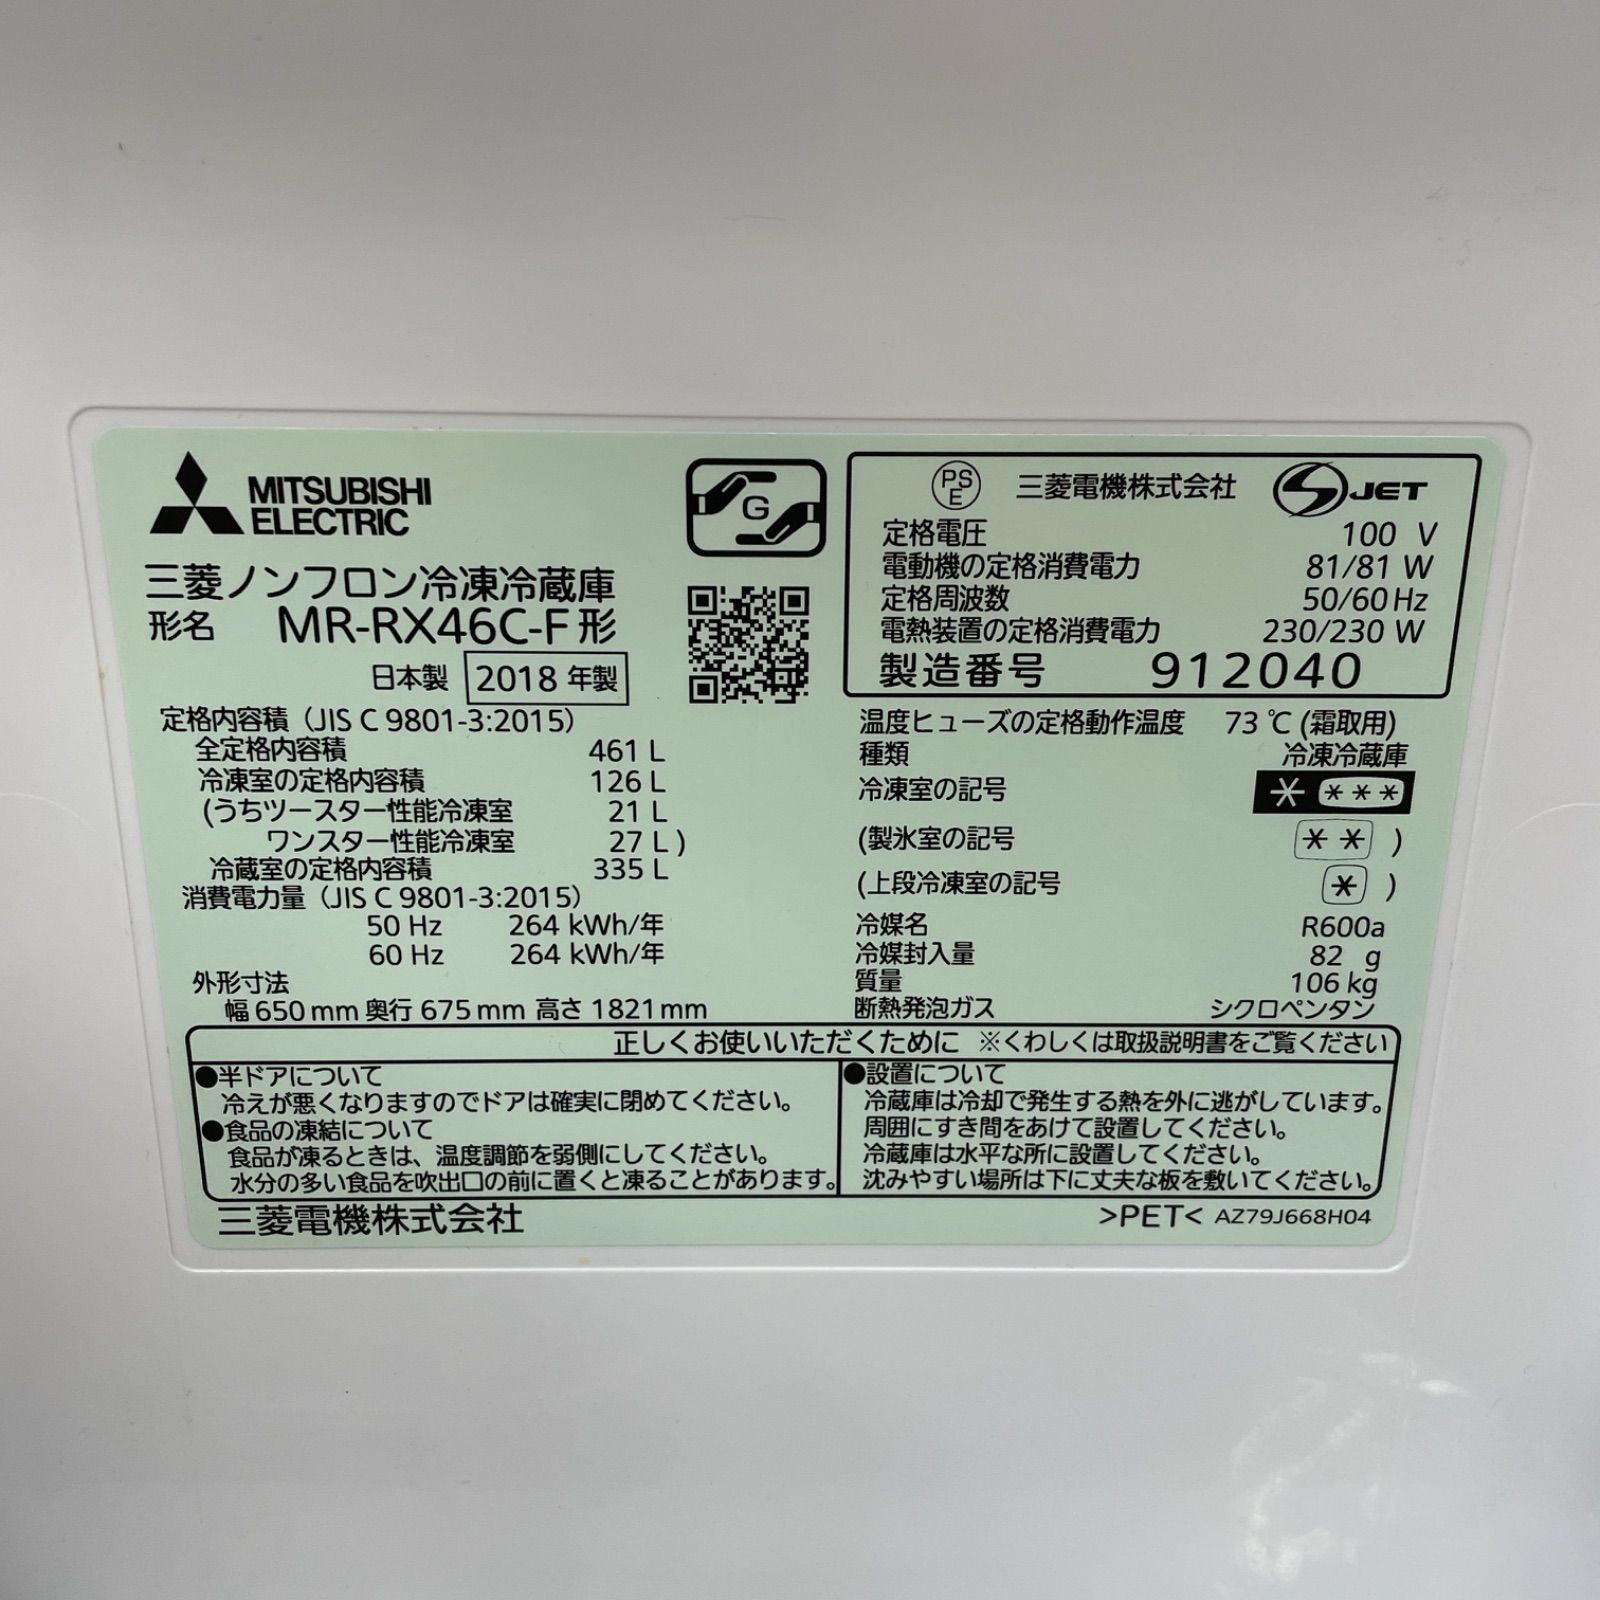 MITSUBISHI
ELECTRIC
G
三菱ノンフロン冷凍冷蔵庫
形名 MR-RX46C-F形
日本製 2018年製
定格内容積（JIS C 9801-3:2015）
全定格内容積 461 L
冷凍室の定格内容積 126 L
(うちツースター性能冷凍室 21 L
ワンスター性能冷凍室 27 L )
冷蔵室の定格内容積 335 L
消費電力量（JIS C 9801-3:2015）
50 Hz 264 kWh/年
60 Hz 264 kWh/年
外形寸法
幅 650 mm 奥行 675 mm 高さ 1821 mm
PS
E 三菱電機株式会社 S JET
定格電圧 100 V
電動機の定格消費電力 81/81 W
定格周波数 50/60 Hz
電熱装置の定格消費電力 230/230 W
製造番号 912040
温度ヒューズの定格動作温度 73 ℃ (霜取用)
種類 冷凍冷蔵庫
冷凍室の記号 * ***
(製氷室の記号 ** )
(上段冷凍室の記号 * )
冷媒名 R600a
冷媒封入量 82 g
質量 106 kg
断熱発泡ガス シクロペンタン
正しくお使いいただくために ※くわしくは取扱説明書をご覧ください
●半ドアについて
冷えが悪くなりますのでドアは確実に閉めてください。
●食品の凍結について
食品が凍るときは、温度調節を弱側にしてください。
水分の多い食品を吹出口の前に置くと凍ることがあります。
●設置について
冷蔵庫は冷却で発生する熱を外に逃がしています。
周囲にすき間をあけて設置してください。
冷蔵庫は水平な所に設置してください。
沈みやすい場所は下に丈夫な板を敷いてください。
三菱電機株式会社
>PET< AZ79J668H04